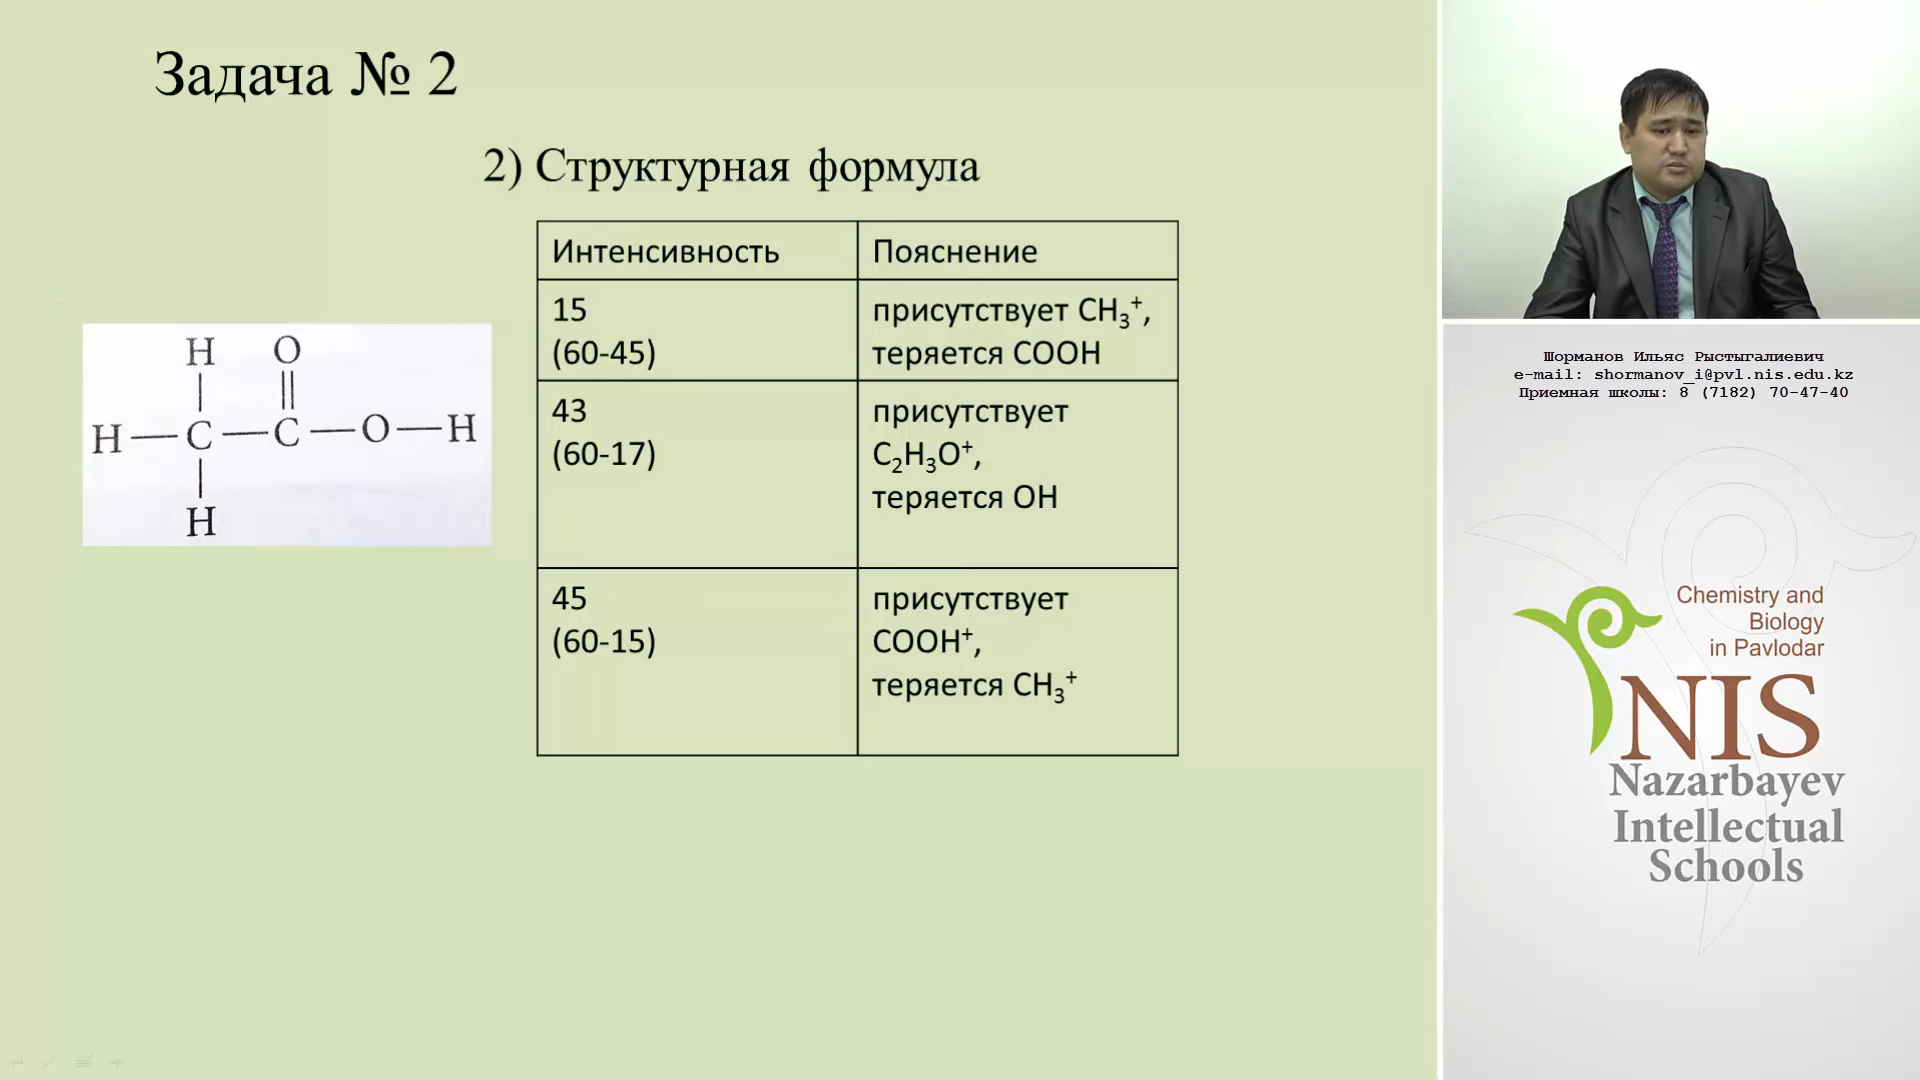 Задача № 2
2) Структурная формула
H O
H — C — C — O — H
H
Интенсивность Пояснение
15 присутствует CH₃⁺,
(60-45) теряется COOH
43 присутствует
(60-17) C₂H₃O⁺,
теряется OH
45 присутствует
(60-15) COOH⁺,
теряется CH₃⁺
Шорманов Ильяс Рыстыгалиевич
e-mail: shormanov_i@pvl.nis.edu.kz
Приемная школы: 8 (7182) 70-47-40
Chemistry and
Biology
in Pavlodar
NIS
Nazarbayev
Intellectual
Schools